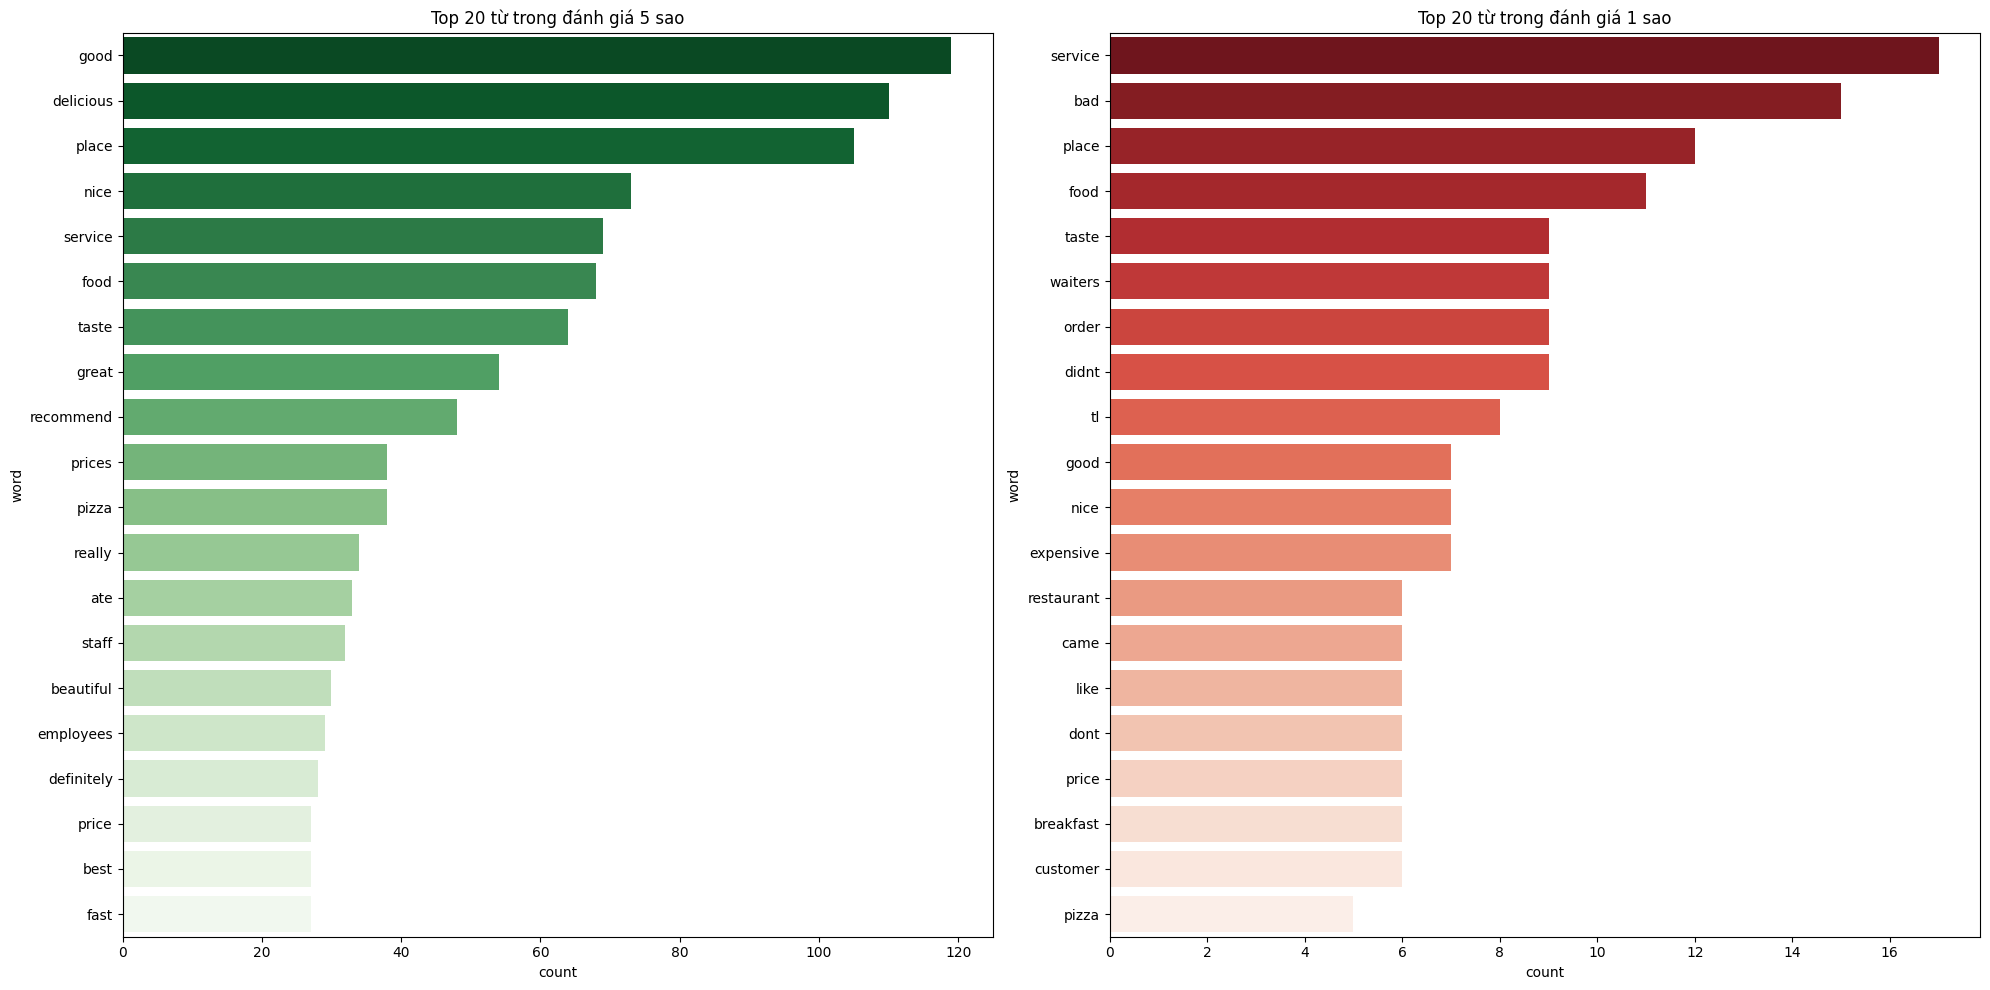 Top 20 từ trong đánh giá 5 sao
word
good
delicious
place
nice
service
food
taste
great
recommend
prices
pizza
really
ate
staff
beautiful
employees
definitely
price
best
fast
0 20 40 60 80 100 120
count
Top 20 từ trong đánh giá 1 sao
word
service
bad
place
food
taste
waiters
order
didnt
tl
good
nice
expensive
restaurant
came
like
dont
price
breakfast
customer
pizza
0 2 4 6 8 10 12 14 16
count